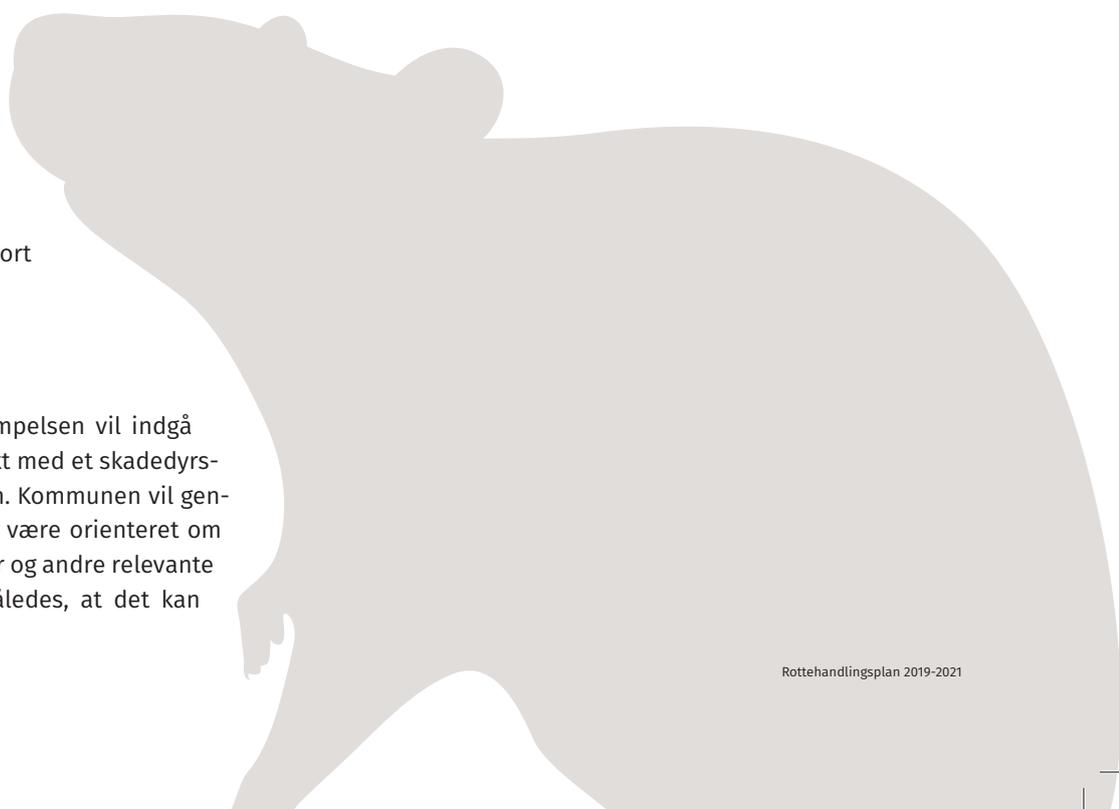 ort
mpelsen vil indgå
t med et skadedyrs-
. Kommunen vil gen-
være orienteret om
og andre relevante
åledes, at det kan
Rottehandlingsplan 2019-2021